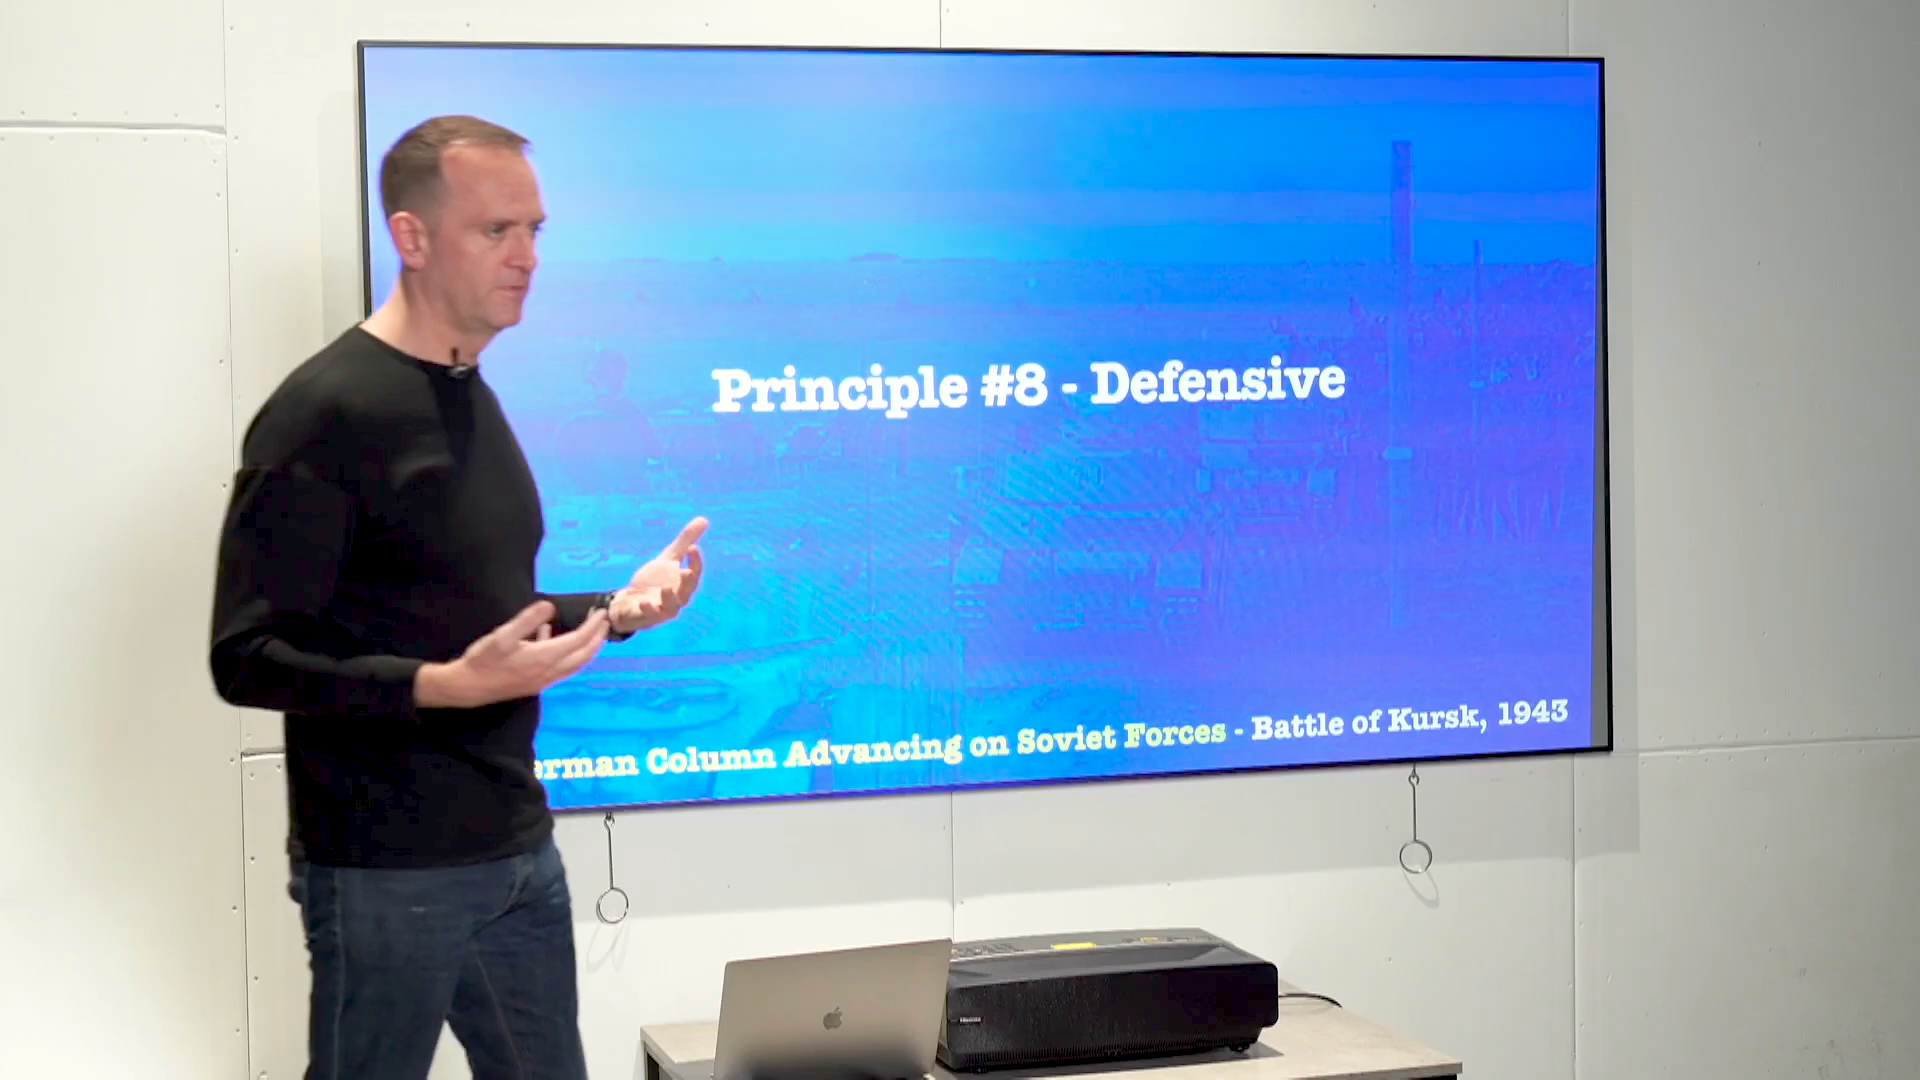 Principle #8 - Defensive
erman Column Advancing on Soviet Forces - Battle of Kursk, 1943